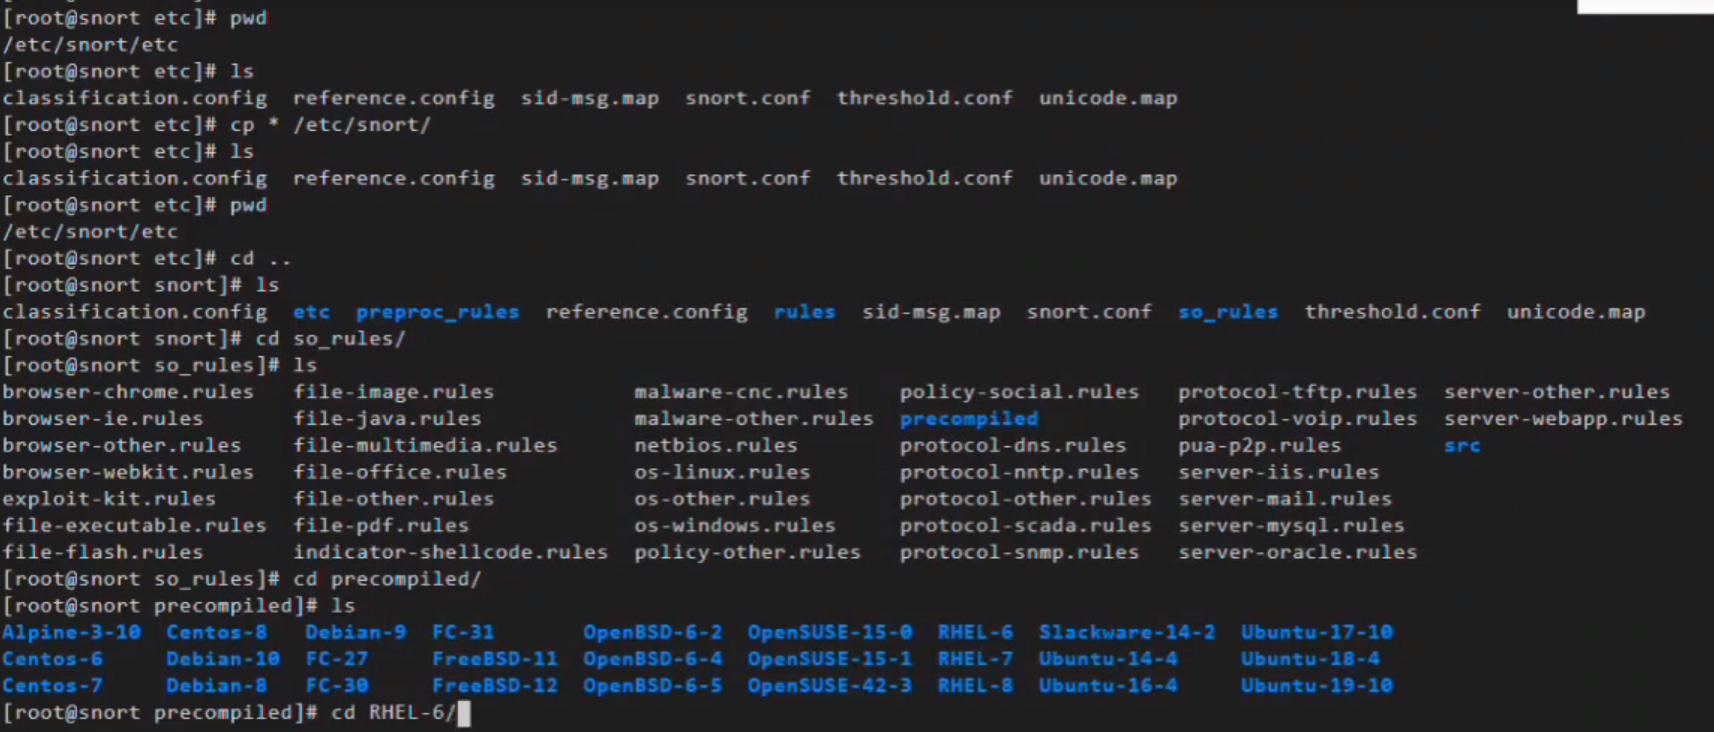 [root@snort etc]# pwd
/etc/snort/etc
[root@snort etc]# ls
classification.config  reference.config  sid-msg.map  snort.conf  threshold.conf  unicode.map
[root@snort etc]# cp * /etc/snort/
[root@snort etc]# ls
classification.config  reference.config  sid-msg.map  snort.conf  threshold.conf  unicode.map
[root@snort etc]# pwd
/etc/snort/etc
[root@snort etc]# cd ..
[root@snort snort]# ls
classification.config  etc  preproc_rules  reference.config  rules  sid-msg.map  snort.conf  so_rules  threshold.conf  unicode.map
[root@snort snort]# cd so_rules/
[root@snort so_rules]# ls
browser-chrome.rules  file-image.rules  malware-cnc.rules  policy-social.rules  protocol-tftp.rules  server-other.rules
browser-ie.rules  file-java.rules  malware-other.rules  precompiled  protocol-voip.rules  server-webapp.rules
browser-other.rules  file-multimedia.rules  netbios.rules  protocol-dns.rules  pua-p2p.rules  src
browser-webkit.rules  file-office.rules  os-linux.rules  protocol-nntp.rules  server-iis.rules
exploit-kit.rules  file-other.rules  os-other.rules  protocol-other.rules  server-mail.rules
file-executable.rules  file-pdf.rules  os-windows.rules  protocol-scada.rules  server-mysql.rules
file-flash.rules  indicator-shellcode.rules  policy-other.rules  protocol-snmp.rules  server-oracle.rules
[root@snort so_rules]# cd precompiled/
[root@snort precompiled]# ls
Alpine-3-10  Centos-8  Debian-9  FC-31  OpenBSD-6-2  OpenSUSE-15-0  RHEL-6  Slackware-14-2  Ubuntu-17-10
Centos-6  Debian-10  FC-27  FreeBSD-11  OpenBSD-6-4  OpenSUSE-15-1  RHEL-7  Ubuntu-14-4  Ubuntu-18-4
Centos-7  Debian-8  FC-30  FreeBSD-12  OpenBSD-6-5  OpenSUSE-42-3  RHEL-8  Ubuntu-16-4  Ubuntu-19-10
[root@snort precompiled]# cd RHEL-6/